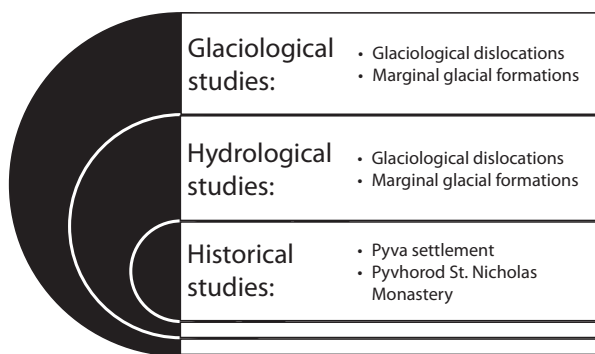 Glaciological
studies:
• Glaciological dislocations
• Marginal glacial formations
Hydrological
studies:
• Glaciological dislocations
• Marginal glacial formations
Historical
studies:
• Pyva settlement
• Pyvhorod St. Nicholas
Monastery